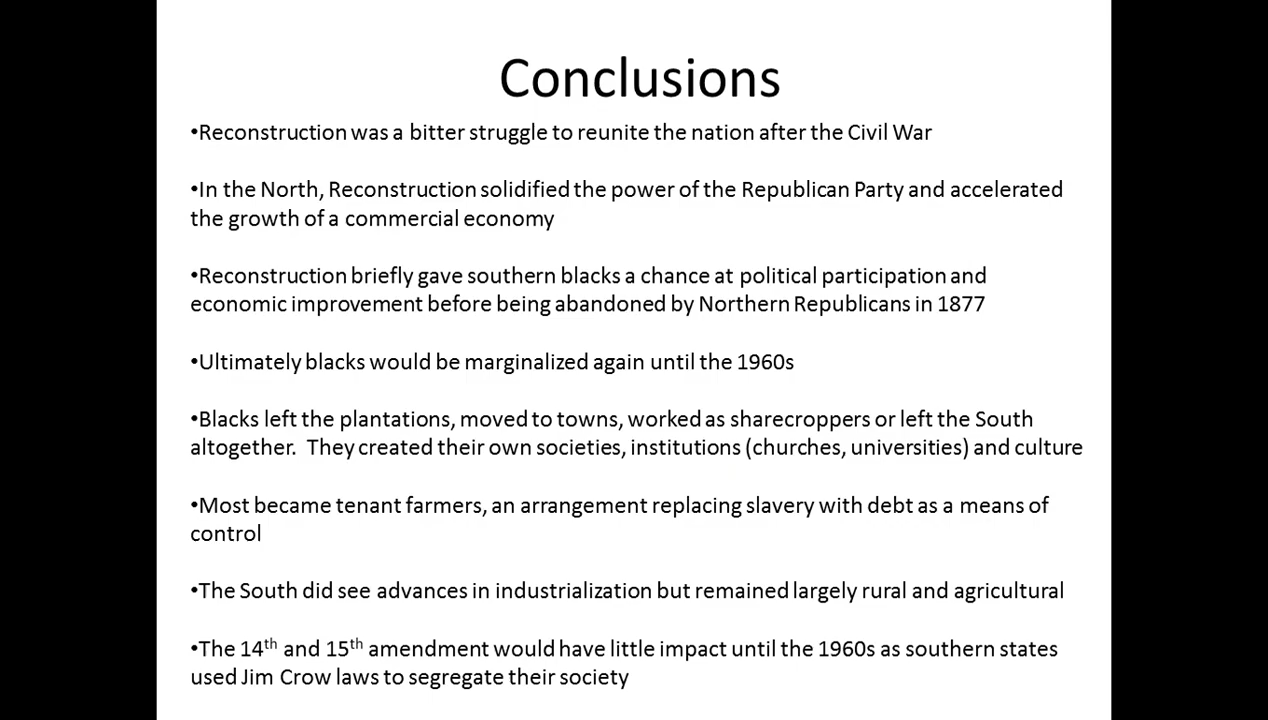 Conclusions
•Reconstruction was a bitter struggle to reunite the nation after the Civil War
•In the North, Reconstruction solidified the power of the Republican Party and accelerated
the growth of a commercial economy
•Reconstruction briefly gave southern blacks a chance at political participation and
economic improvement before being abandoned by Northern Republicans in 1877
•Ultimately blacks would be marginalized again until the 1960s
•Blacks left the plantations, moved to towns, worked as sharecroppers or left the South
altogether.  They created their own societies, institutions (churches, universities) and culture
•Most became tenant farmers, an arrangement replacing slavery with debt as a means of
control
•The South did see advances in industrialization but remained largely rural and agricultural
•The 14th and 15th amendment would have little impact until the 1960s as southern states
used Jim Crow laws to segregate their society